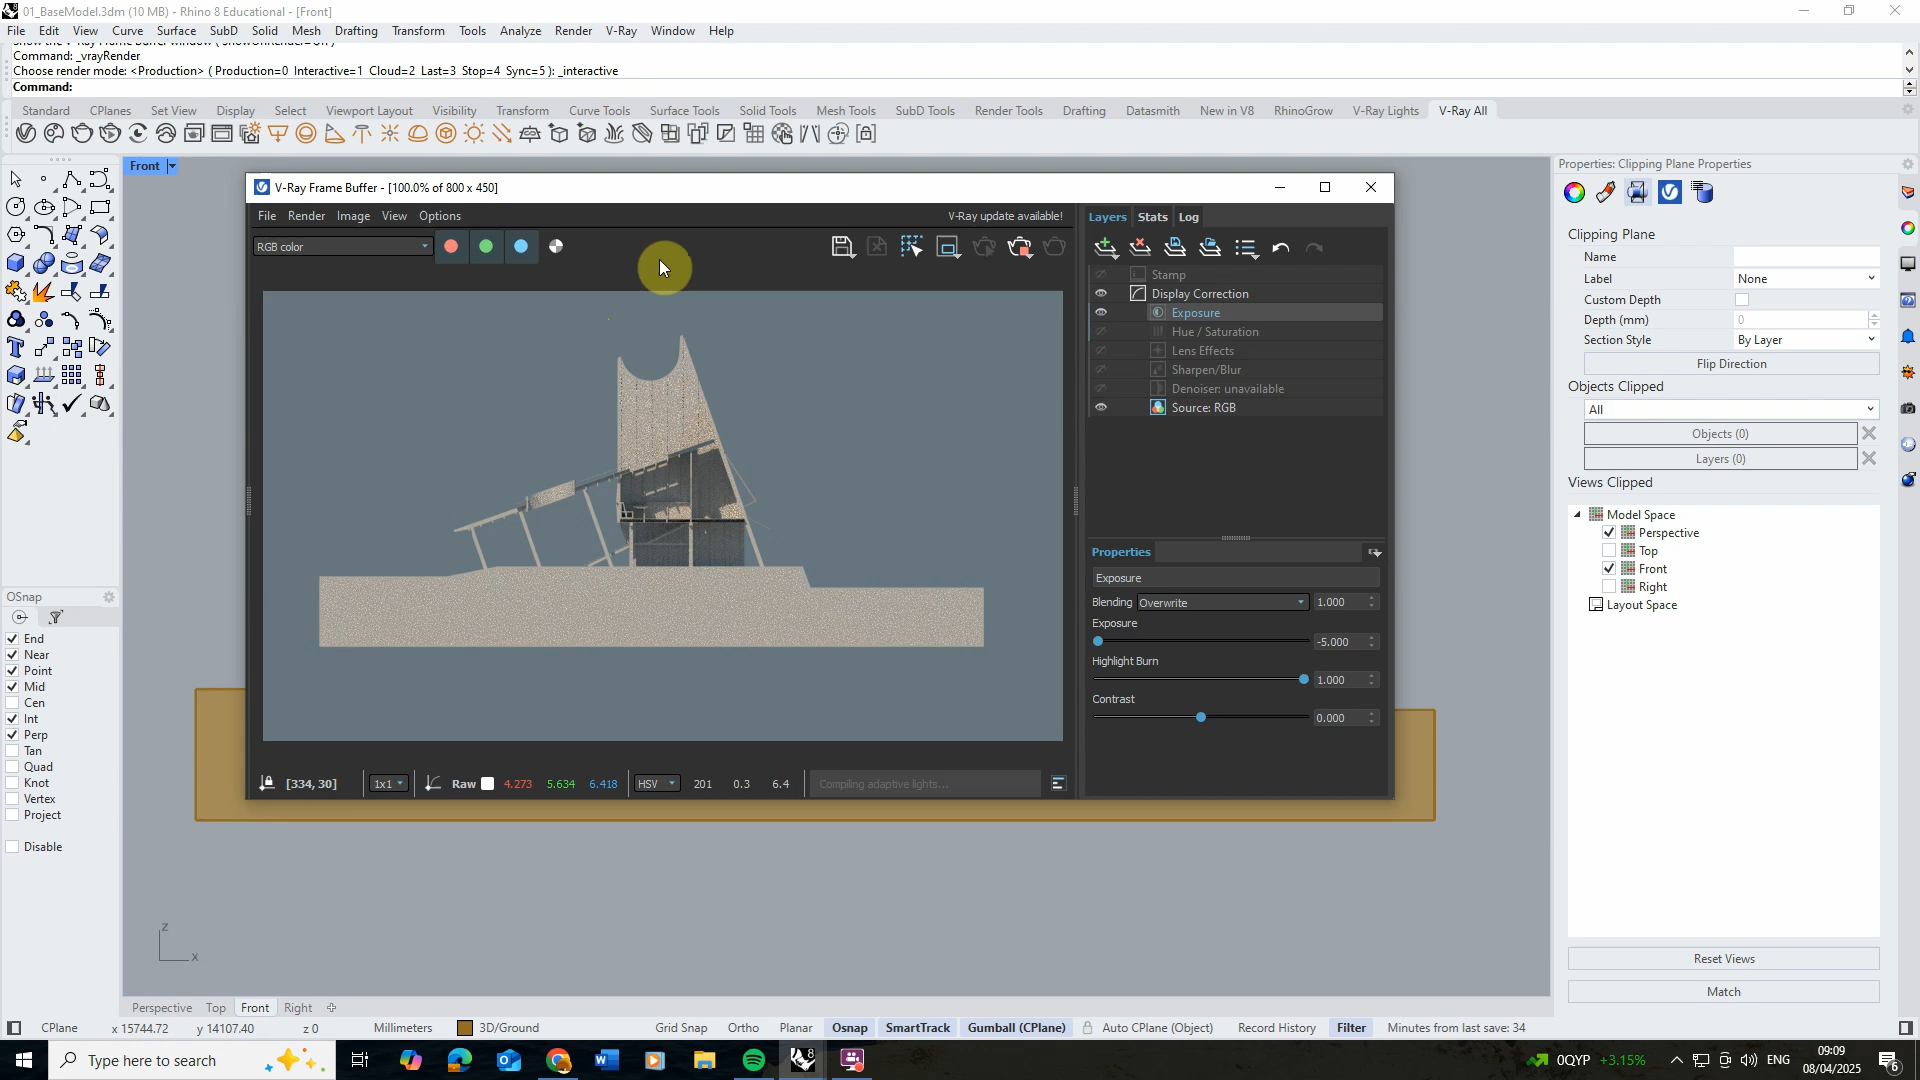 01_BaseModel.3dm (10 MB) - Rhino 8 Educational - [Front]
File Edit View Curve Surface SubD Solid Mesh Drafting Transform Tools Analyze Render V-Ray Window Help
Command: _vrayRender
Choose render mode: <Production> ( Production=0 Interactive=1 Cloud=2 Last=3 Stop=4 Sync=5 ): _interactive
Command:
Standard CPlanes Set View Display Select Viewport Layout Visibility Transform Curve Tools Surface Tools Solid Tools Mesh Tools SubD Tools Render Tools Drafting Datasmith New in V8 RhinoGrow V-Ray Lights V-Ray All
Front
V-Ray Frame Buffer - [100.0% of 800 x 450]
File Render Image View Options
V-Ray update available!
RGB color
Layers Stats Log
Stamp
Display Correction
Exposure
Hue / Saturation
Lens Effects
Sharpen/Blur
Denoiser: unavailable
Source: RGB
Properties
Exposure
Blending Overwrite 1.000
Exposure
-5.000
Highlight Burn
1.000
Contrast
0.000
[334, 30] 1x1 Raw 4.273 5.634 6.418 HSV 201 0.3 6.4 Compiling adaptive lights...
Properties: Clipping Plane Properties
Clipping Plane
Name
Label None
Custom Depth
Depth (mm) 0
Section Style By Layer
Flip Direction
Objects Clipped
All
Objects (0)
Layers (0)
Views Clipped
Model Space
Perspective
Top
Front
Right
Layout Space
Reset Views
Match
OSnap
End
Near
Point
Mid
Cen
Int
Perp
Tan
Quad
Knot
Vertex
Project
Disable
z
x
Perspective Top Front Right
CPlane x 15744.72 y 14107.40 z 0 Millimeters 3D/Ground Grid Snap Ortho Planar Osnap SmartTrack Gumball (CPlane) Auto CPlane (Object) Record History Filter Minutes from last save: 34
Type here to search
0QYP +3.15%
ENG
09:09
08/04/2025
6